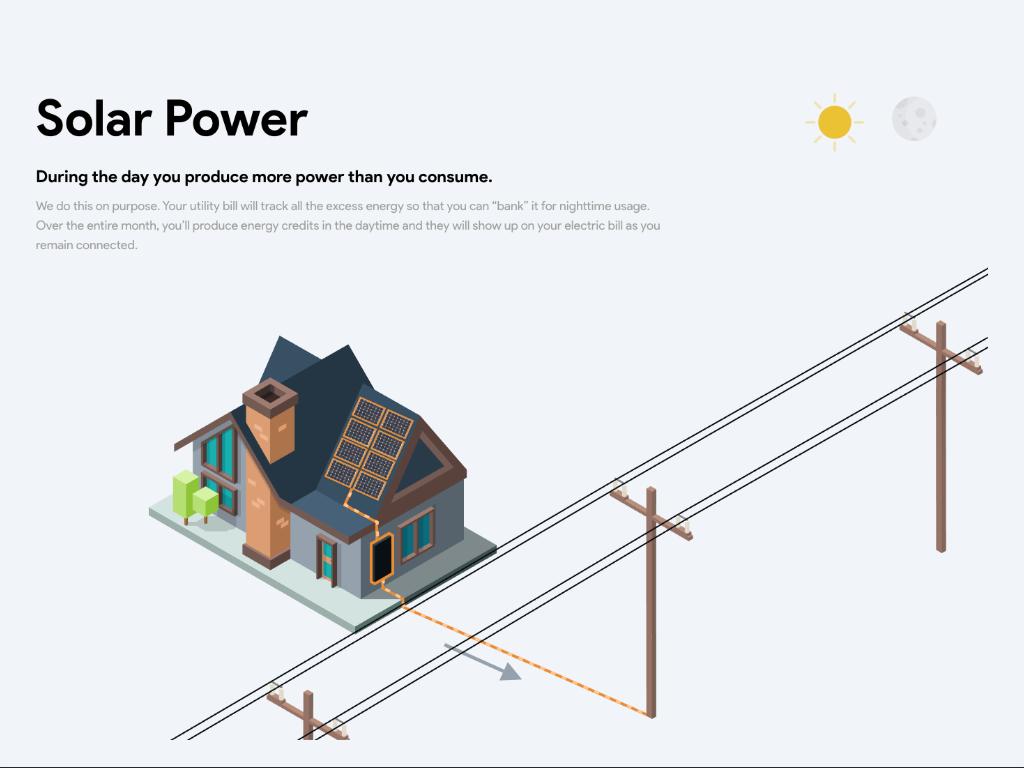 Solar Power
During the day you produce more power than you consume.
We do this on purpose. Your utility bill will track all the excess energy so that you can “bank” it for nighttime usage.
Over the entire month, you’ll produce energy credits in the daytime and they will show up on your electric bill as you
remain connected.